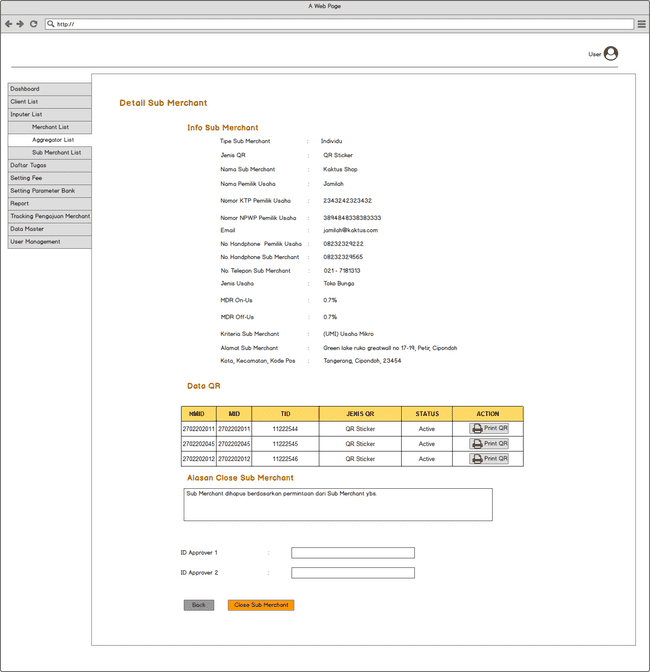 A Web Page
http://
User
Dashboard
Client List
Inputer List
Merchant List
Aggregator List
Sub Merchant List
Daftar Tugas
Setting Fee
Setting Parameter Bank
Report
Tracking Pengajuan Merchant
Data Master
User Management
Detail Sub Merchant
Info Sub Merchant
Tipe Sub Merchant : Individu
Jenis QR : QR Sticker
Nama Sub Merchant : Kaktus Shop
Nama Pemilik Usaha : Jamilah
Nomor KTP Pemilik Usaha : 2343242323432
Nomor NPWP Pemilik Usaha : 3894848338383333
Email : jamilah@kaktus.com
No. Handphone Pemilik Usaha : 08232329222
No. Handphone Sub Merchant : 08232329565
No. Telepon Sub Merchant : 021 - 7181313
Jenis Usaha : Toko Bunga
MDR On-Us : 0.7%
MDR Off-Us : 0.7%
Kriteria Sub Merchant : (UMI) Usaha Mikro
Alamat Sub Merchant : Green lake ruko greatwall no 17-19, Petir, Cipondoh
Kota, Kecamatan, Kode Pos : Tangerang, Cipondoh, 23454
Data QR
NMID MID TID JENIS QR STATUS ACTION
2702202011 2702202011 11222544 QR Sticker Active Print QR
2702202045 2702202045 11222545 QR Sticker Active Print QR
2702202012 2702202012 11222546 QR Sticker Active Print QR
Alasan Close Sub Merchant
Sub Merchant dihapus berdasarkan permintaan dari Sub Merchant ybs.
ID Approver 1 :
ID Approver 2 :
Back Close Sub Merchant